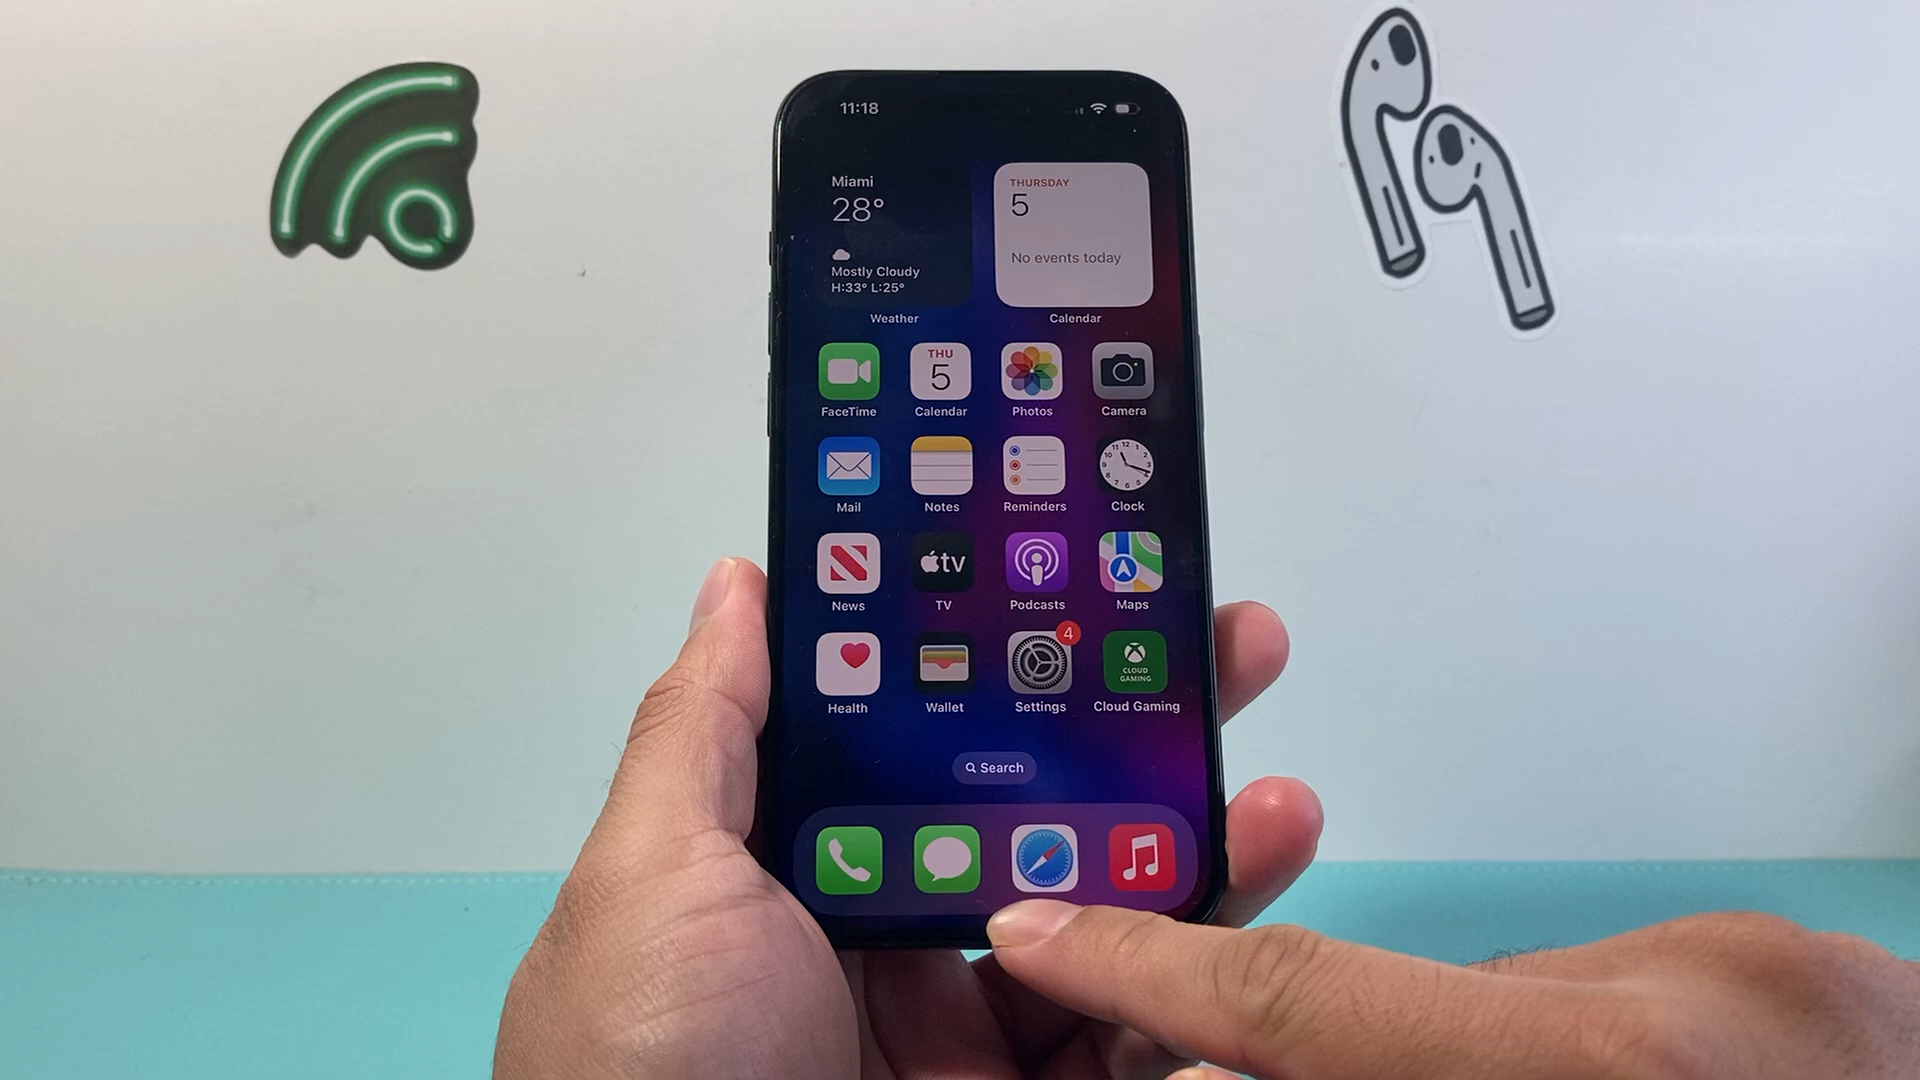 11:18
Miami
28°
Mostly Cloudy
H:33° L:25°
Weather
THURSDAY
5
No events today
Calendar
FaceTime
THU
5
Calendar
Photos
Camera
Mail
Notes
Reminders
Clock
News
tv
TV
Podcasts
Maps
Health
Wallet
4
Settings
CLOUD
GAMING
Cloud Gaming
Search